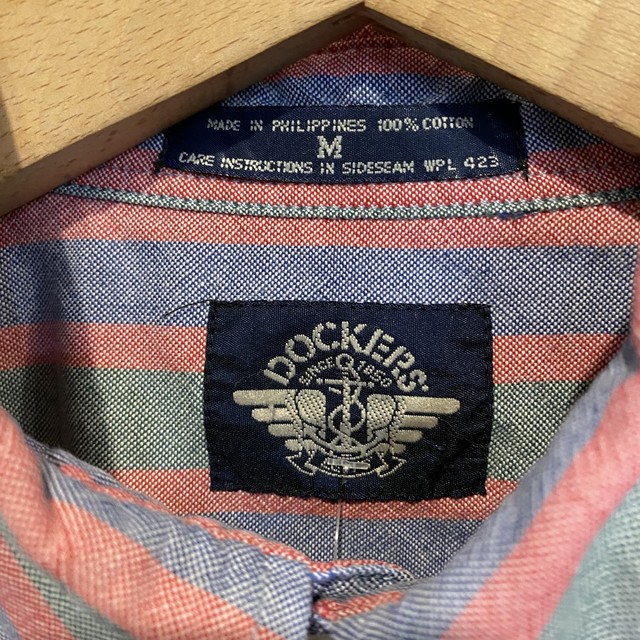 MADE IN PHILIPPINES 100% COTTON
M
CARE INSTRUCTIONS IN SIDESEAM WPL 423
DOCKERS
SINCE 1850